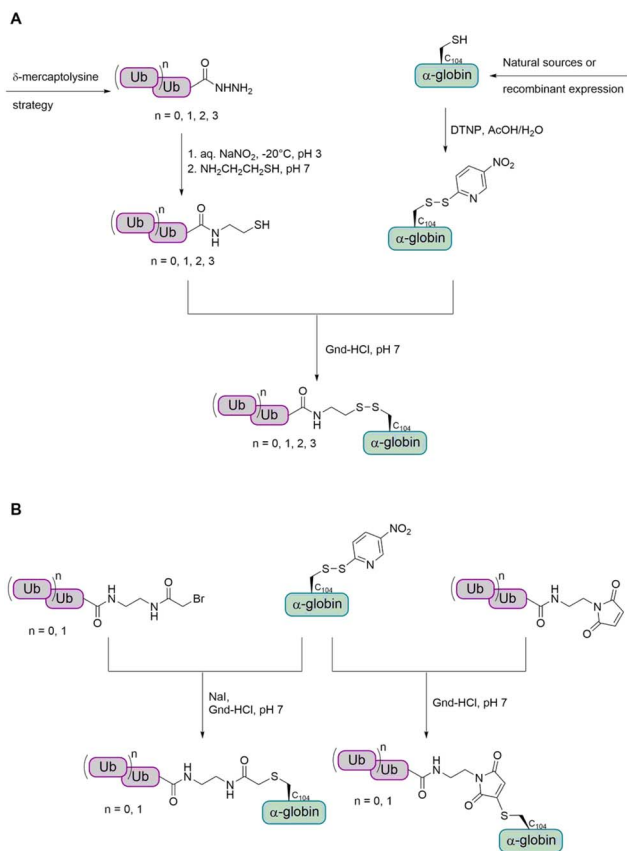 A
SH
C104
α-globin
n
Ub
Ub
O
NHNH2
δ-mercaptolysine
strategy
Natural sources or
recombinant expression
n = 0, 1, 2, 3
DTNP, AcOH/H2O
1. aq. NaNO2, -20°C, pH 3
2. NH2CH2CH2SH, pH 7
NO2
S-S
N
C104
α-globin
n
Ub
Ub
O
N
H
SH
n = 0, 1, 2, 3
Gnd-HCl, pH 7
n
Ub
Ub
O
N
H
S-S
C104
α-globin
n = 0, 1, 2, 3
B
NO2
S-S
N
C104
α-globin
n
Ub
Ub
O
H
N
N
H
O
Br
n = 0, 1
n
Ub
Ub
O
H
N
N
O
O
NaI,
Gnd-HCl, pH 7
Gnd-HCl, pH 7
n
Ub
Ub
O
H
N
N
H
O
S
C104
α-globin
n = 0, 1
n
Ub
Ub
O
H
N
N
O
O
S
C104
α-globin
n = 0, 1